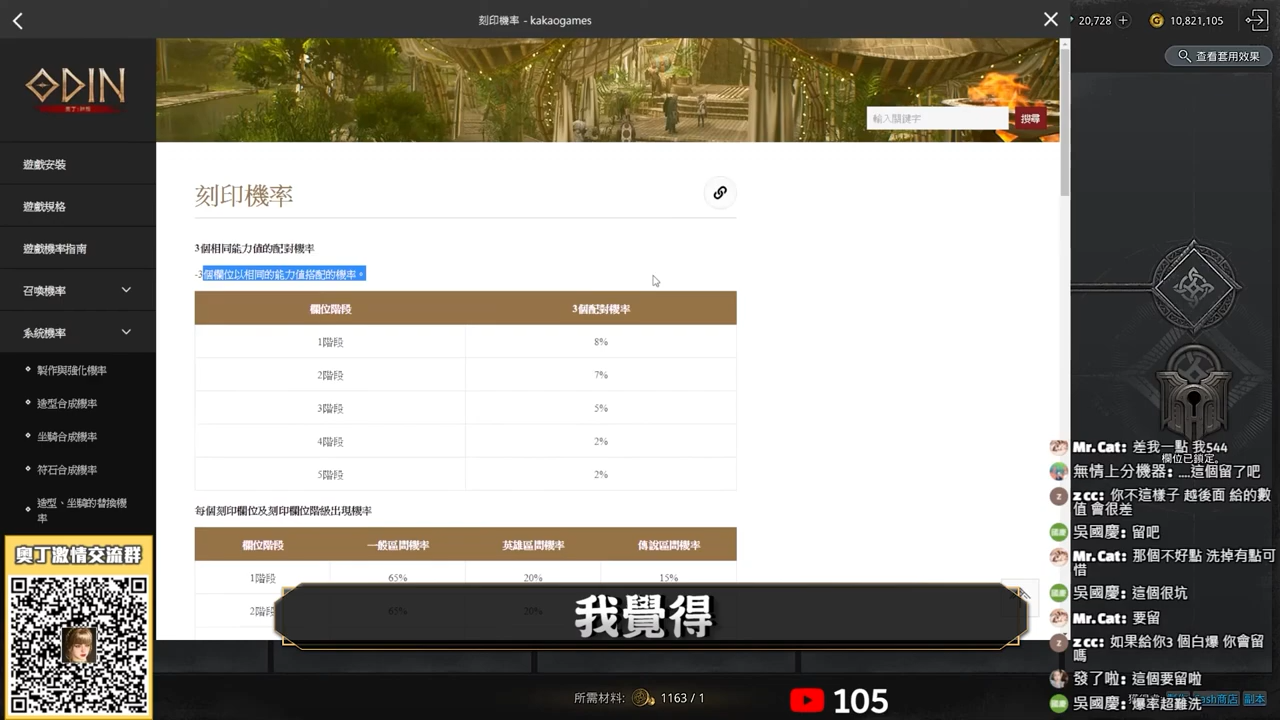 刻印機率 - kakaogames
20,728
10,821,105
查看套用效果
ODIN
輸入關鍵字
搜尋
遊戲安裝
遊戲規格
遊戲機率指南
召喚機率
系統機率
製作與強化機率
造型合成機率
坐騎合成機率
符石合成機率
造型、坐騎的替換機
率
刻印機率
3個相同能力值的配對機率
-3個欄位以相同的能力值搭配的機率。
欄位階段 3個配對機率
1階段 8%
2階段 7%
3階段 5%
4階段 2%
5階段 2%
每個刻印欄位及刻印欄位階級出現機率
欄位階段 一般區間機率 英雄區間機率 傳說區間機率
1階段 65% 20% 15%
2階段 65%
我覺得
奧丁激情交流群
所需材料: 1163 / 1
105
Mr.Cat: 差我一點 我544
欄位已鎖定。
無情上分機器: ....這個留了吧
z cc: 你不這樣子 越後面 給的數
值 會很差
吳國慶: 留吧
Mr.Cat: 那個不好點 洗掉有點可
惜
吳國慶: 這個很坑
Mr.Cat: 要留
z cc: 如果給你3 個白爆 你會留
嗎
發了啦: 這個要留啦
吳國慶: 爆率超難洗
副本